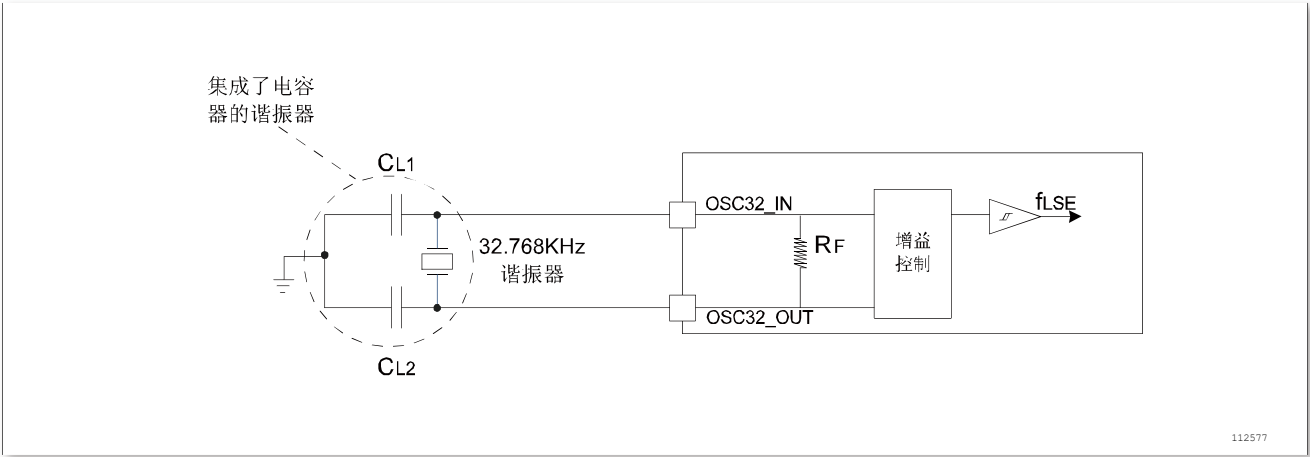 集成了电容
器的谐振器
CL1
OSC32_IN
fLSE
32.768KHz
谐振器
RF
增益
控制
OSC32_OUT
CL2
112577